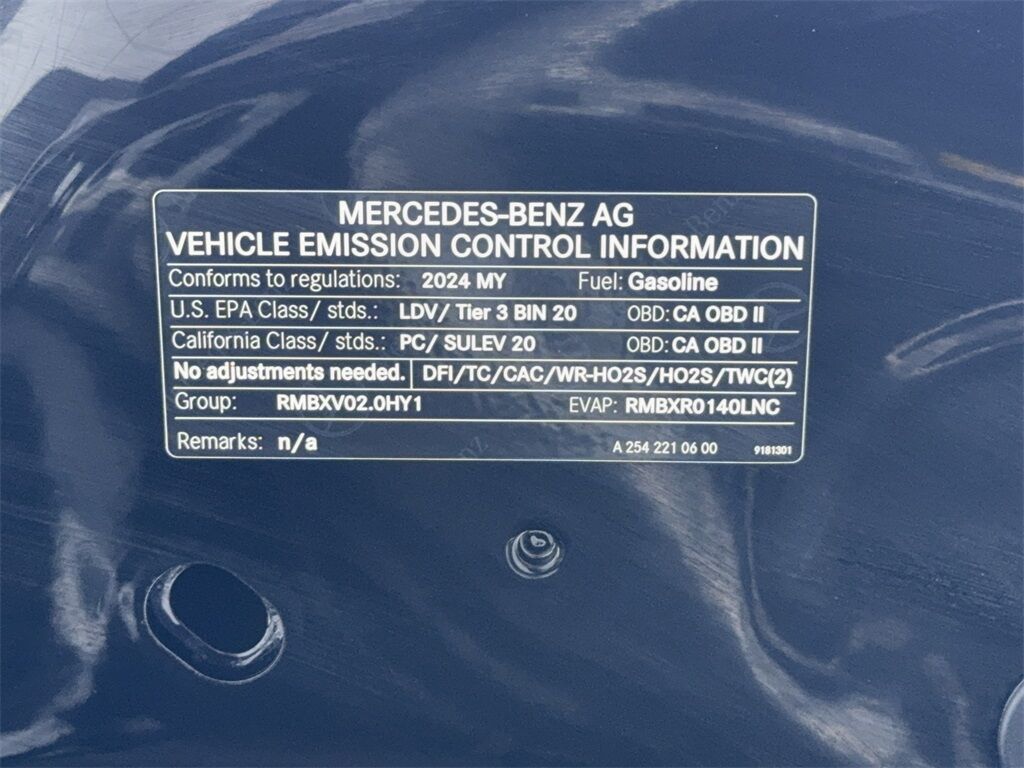 MERCEDES-BENZ AG
VEHICLE EMISSION CONTROL INFORMATION
Conforms to regulations: 2024 MY Fuel: Gasoline
U.S. EPA Class/ stds.: LDV/ Tier 3 BIN 20 OBD: CA OBD II
California Class/ stds.: PC/ SULEV 20 OBD: CA OBD II
No adjustments needed. DFI/TC/CAC/WR-HO2S/HO2S/TWC(2)
Group: RMBXV02.0HY1 EVAP: RMBXR0140LNC
Remarks: n/a A 254 221 06 00 9181301